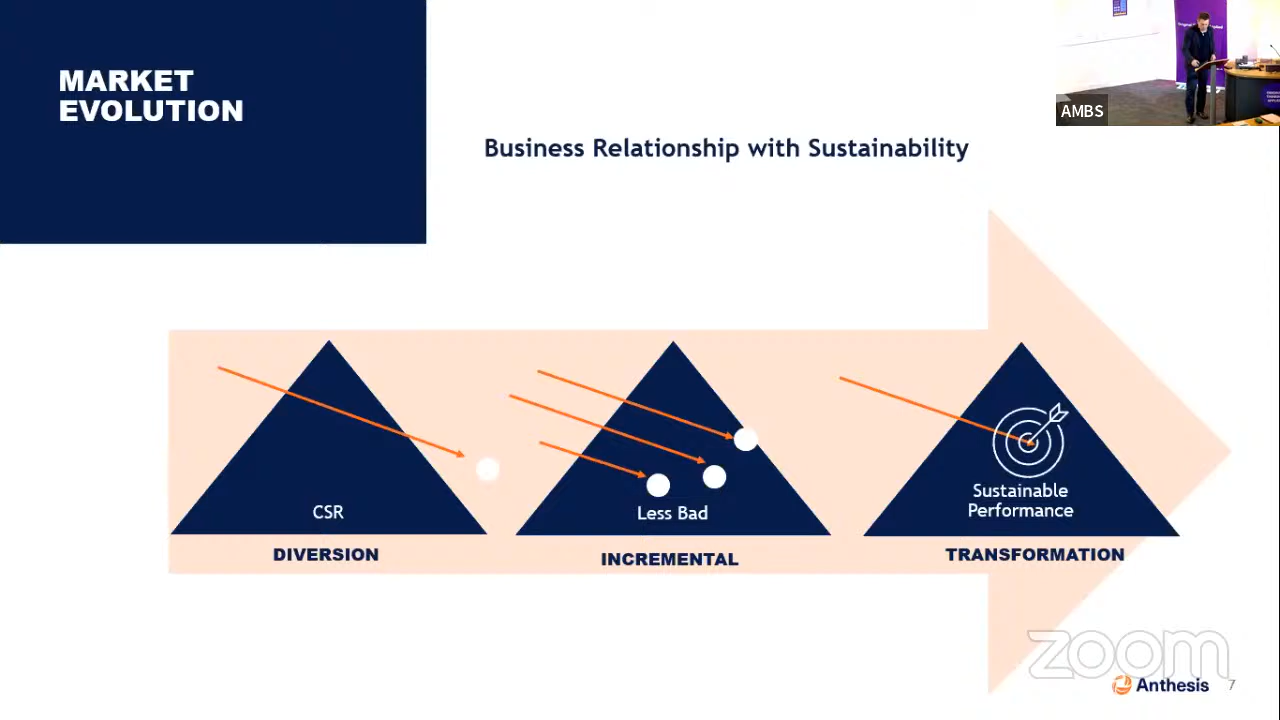 MARKET
EVOLUTION
AMBS
Business Relationship with Sustainability
CSR
Less Bad
Sustainable
Performance
DIVERSION
INCREMENTAL
TRANSFORMATION
zoom
Anthesis
7